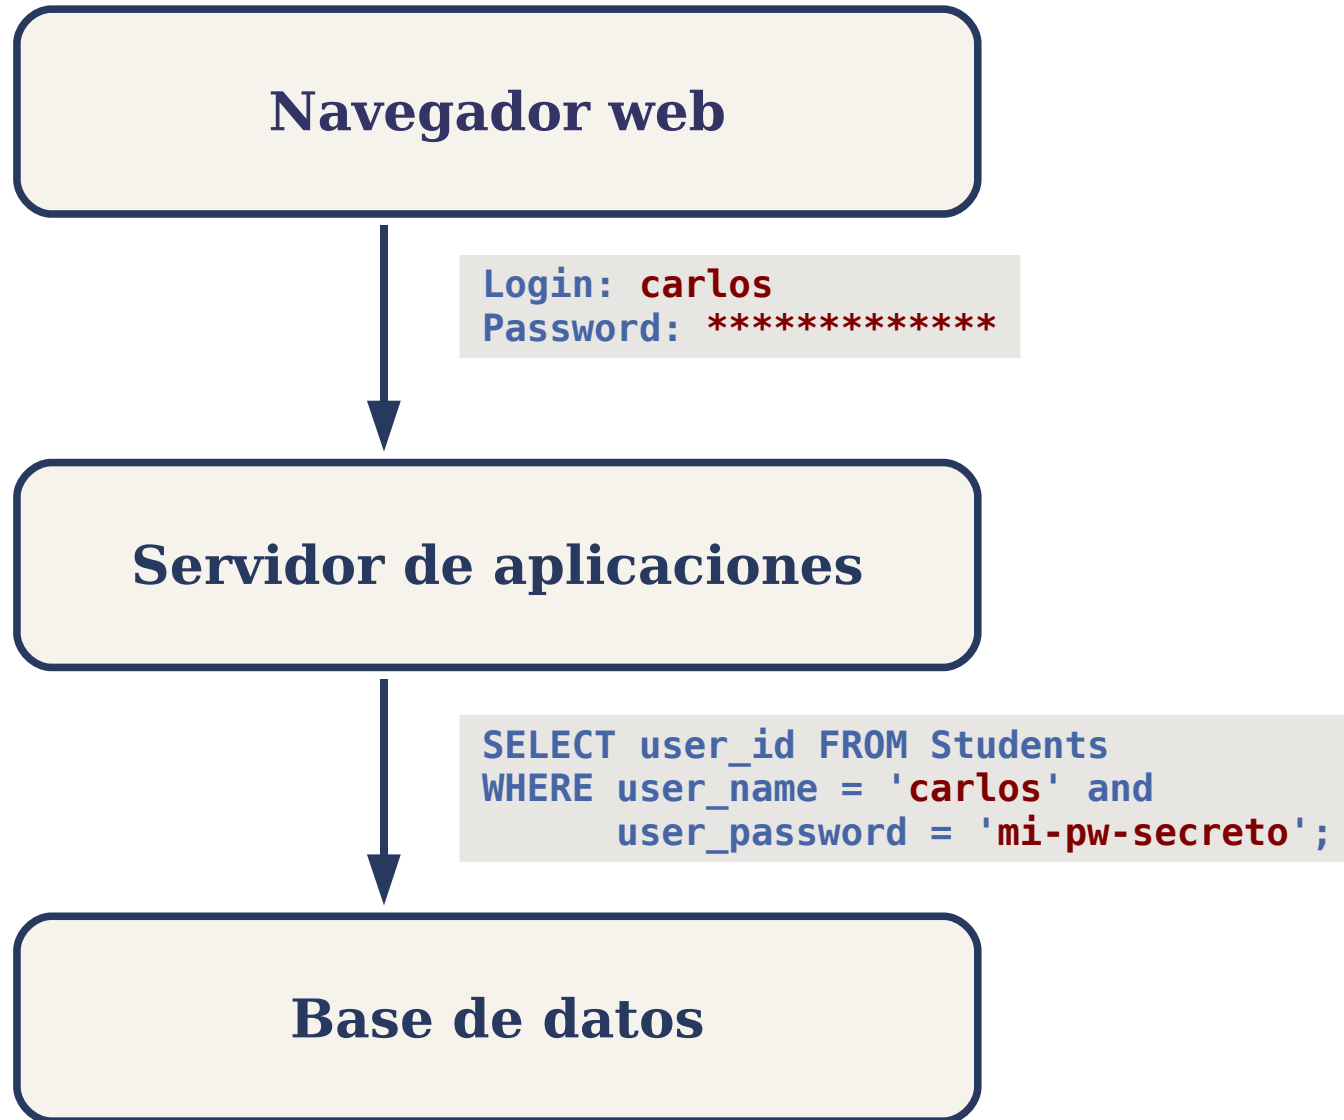 Navegador web
Login: carlos
Password: *************
Servidor de aplicaciones
SELECT user_id FROM Students
WHERE user_name = 'carlos' and
user_password = 'mi-pw-secreto';
Base de datos